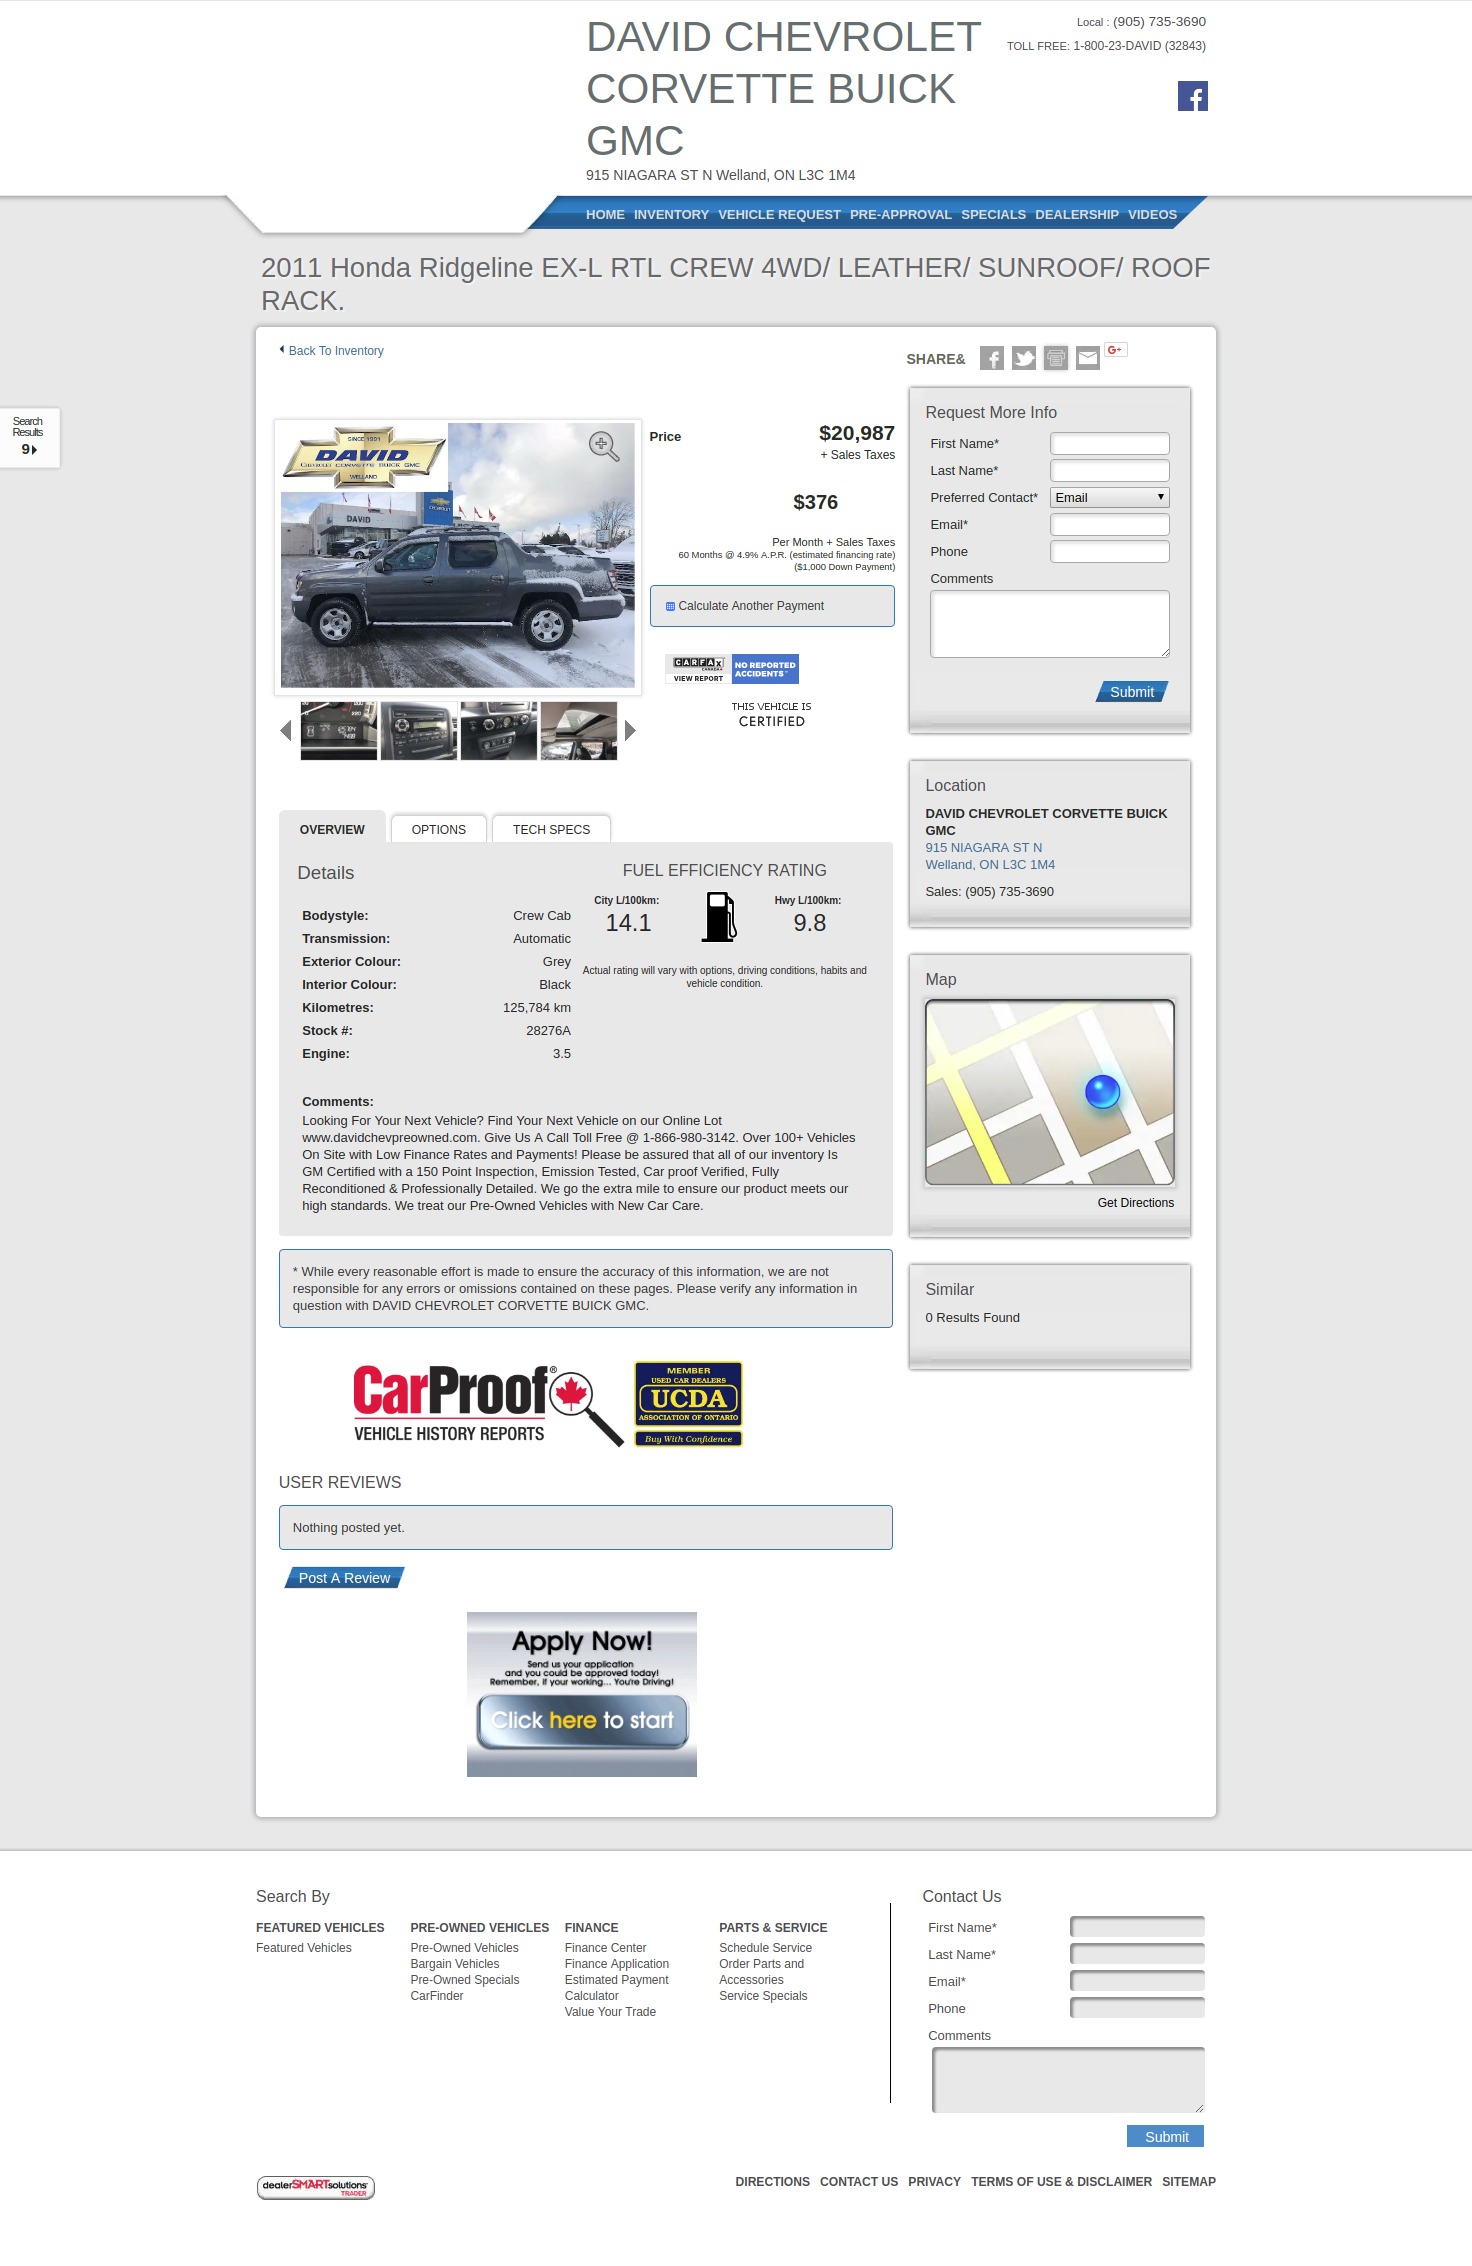 DAVID CHEVROLET
CORVETTE BUICK
GMC
915 NIAGARA ST N Welland, ON L3C 1M4
Local : (905) 735-3690
TOLL FREE: 1-800-23-DAVID (32843)
HOME INVENTORY VEHICLE REQUEST PRE-APPROVAL SPECIALS DEALERSHIP VIDEOS
2011 Honda Ridgeline EX-L RTL CREW 4WD/ LEATHER/ SUNROOF/ ROOF
RACK.
Back To Inventory
SHARE&
G+
Search
Results
9
SINCE 1991
DAVID
CHEVROLET CORVETTE BUICK GMC
WELLAND
DAVID
CHEVROLET
Price
$20,987
+ Sales Taxes
$376
Per Month + Sales Taxes
60 Months @ 4.9% A.P.R. (estimated financing rate)
($1,000 Down Payment)
Calculate Another Payment
CARFAX
CANADA
VIEW REPORT
NO REPORTED
ACCIDENTS
THIS VEHICLE IS
CERTIFIED
Request More Info
First Name*
Last Name*
Preferred Contact* Email
Email*
Phone
Comments
Submit
Location
DAVID CHEVROLET CORVETTE BUICK
GMC
915 NIAGARA ST N
Welland, ON L3C 1M4
Sales: (905) 735-3690
Map
Get Directions
Similar
0 Results Found
OVERVIEW OPTIONS TECH SPECS
Details
Bodystyle: Crew Cab
Transmission: Automatic
Exterior Colour: Grey
Interior Colour: Black
Kilometres: 125,784 km
Stock #: 28276A
Engine: 3.5
FUEL EFFICIENCY RATING
City L/100km:
14.1
Hwy L/100km:
9.8
Actual rating will vary with options, driving conditions, habits and
vehicle condition.
Comments:
Looking For Your Next Vehicle? Find Your Next Vehicle on our Online Lot
www.davidchevpreowned.com. Give Us A Call Toll Free @ 1-866-980-3142. Over 100+ Vehicles
On Site with Low Finance Rates and Payments! Please be assured that all of our inventory Is
GM Certified with a 150 Point Inspection, Emission Tested, Car proof Verified, Fully
Reconditioned & Professionally Detailed. We go the extra mile to ensure our product meets our
high standards. We treat our Pre-Owned Vehicles with New Car Care.
* While every reasonable effort is made to ensure the accuracy of this information, we are not
responsible for any errors or omissions contained on these pages. Please verify any information in
question with DAVID CHEVROLET CORVETTE BUICK GMC.
CarProof®
VEHICLE HISTORY REPORTS
MEMBER
USED CAR DEALERS
UCDA
ASSOCIATION OF ONTARIO
Buy With Confidence
USER REVIEWS
Nothing posted yet.
Post A Review
Apply Now!
Send us your application
and you could be approved today!
Remember, if your working... You're Driving!
Click here to start
Search By
FEATURED VEHICLES
Featured Vehicles
PRE-OWNED VEHICLES
Pre-Owned Vehicles
Bargain Vehicles
Pre-Owned Specials
CarFinder
FINANCE
Finance Center
Finance Application
Estimated Payment
Calculator
Value Your Trade
PARTS & SERVICE
Schedule Service
Order Parts and
Accessories
Service Specials
Contact Us
First Name*
Last Name*
Email*
Phone
Comments
Submit
dealerSMARTsolutions
TRADER
DIRECTIONS CONTACT US PRIVACY TERMS OF USE & DISCLAIMER SITEMAP